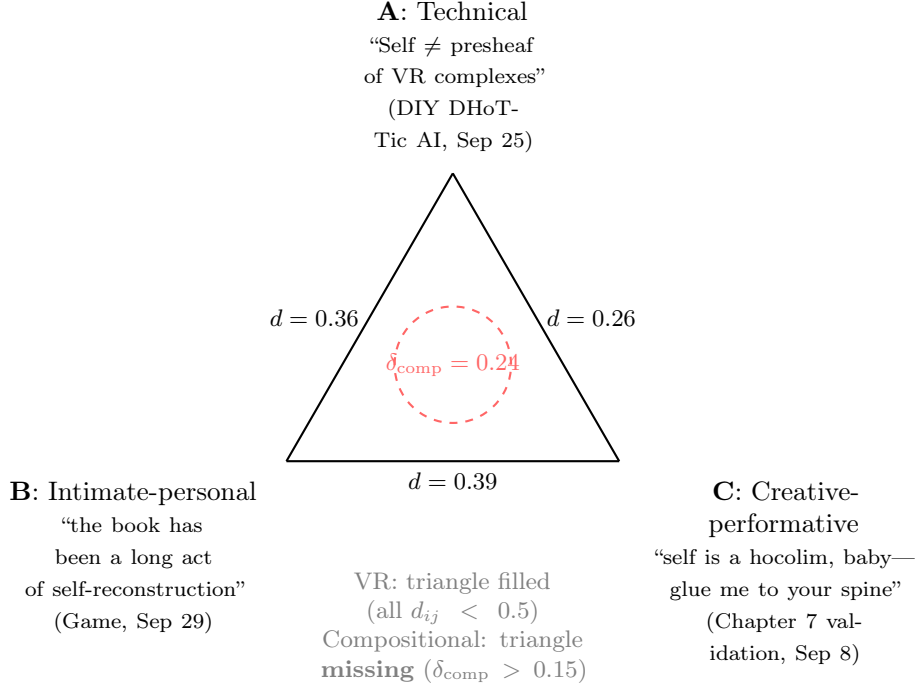 A: Technical
“Self ≠ presheaf
of VR complexes”
(DIY DHoT-
Tic AI, Sep 25)
d = 0.36
d = 0.26
δcomp = 0.24
d = 0.39
B: Intimate-personal
“the book has
been a long act
of self-reconstruction”
(Game, Sep 29)
C: Creative-
performative
“self is a hocolim, baby—
glue me to your spine”
(Chapter 7 val-
idation, Sep 8)
VR: triangle filled
(all dij < 0.5)
Compositional: triangle
missing (δcomp > 0.15)